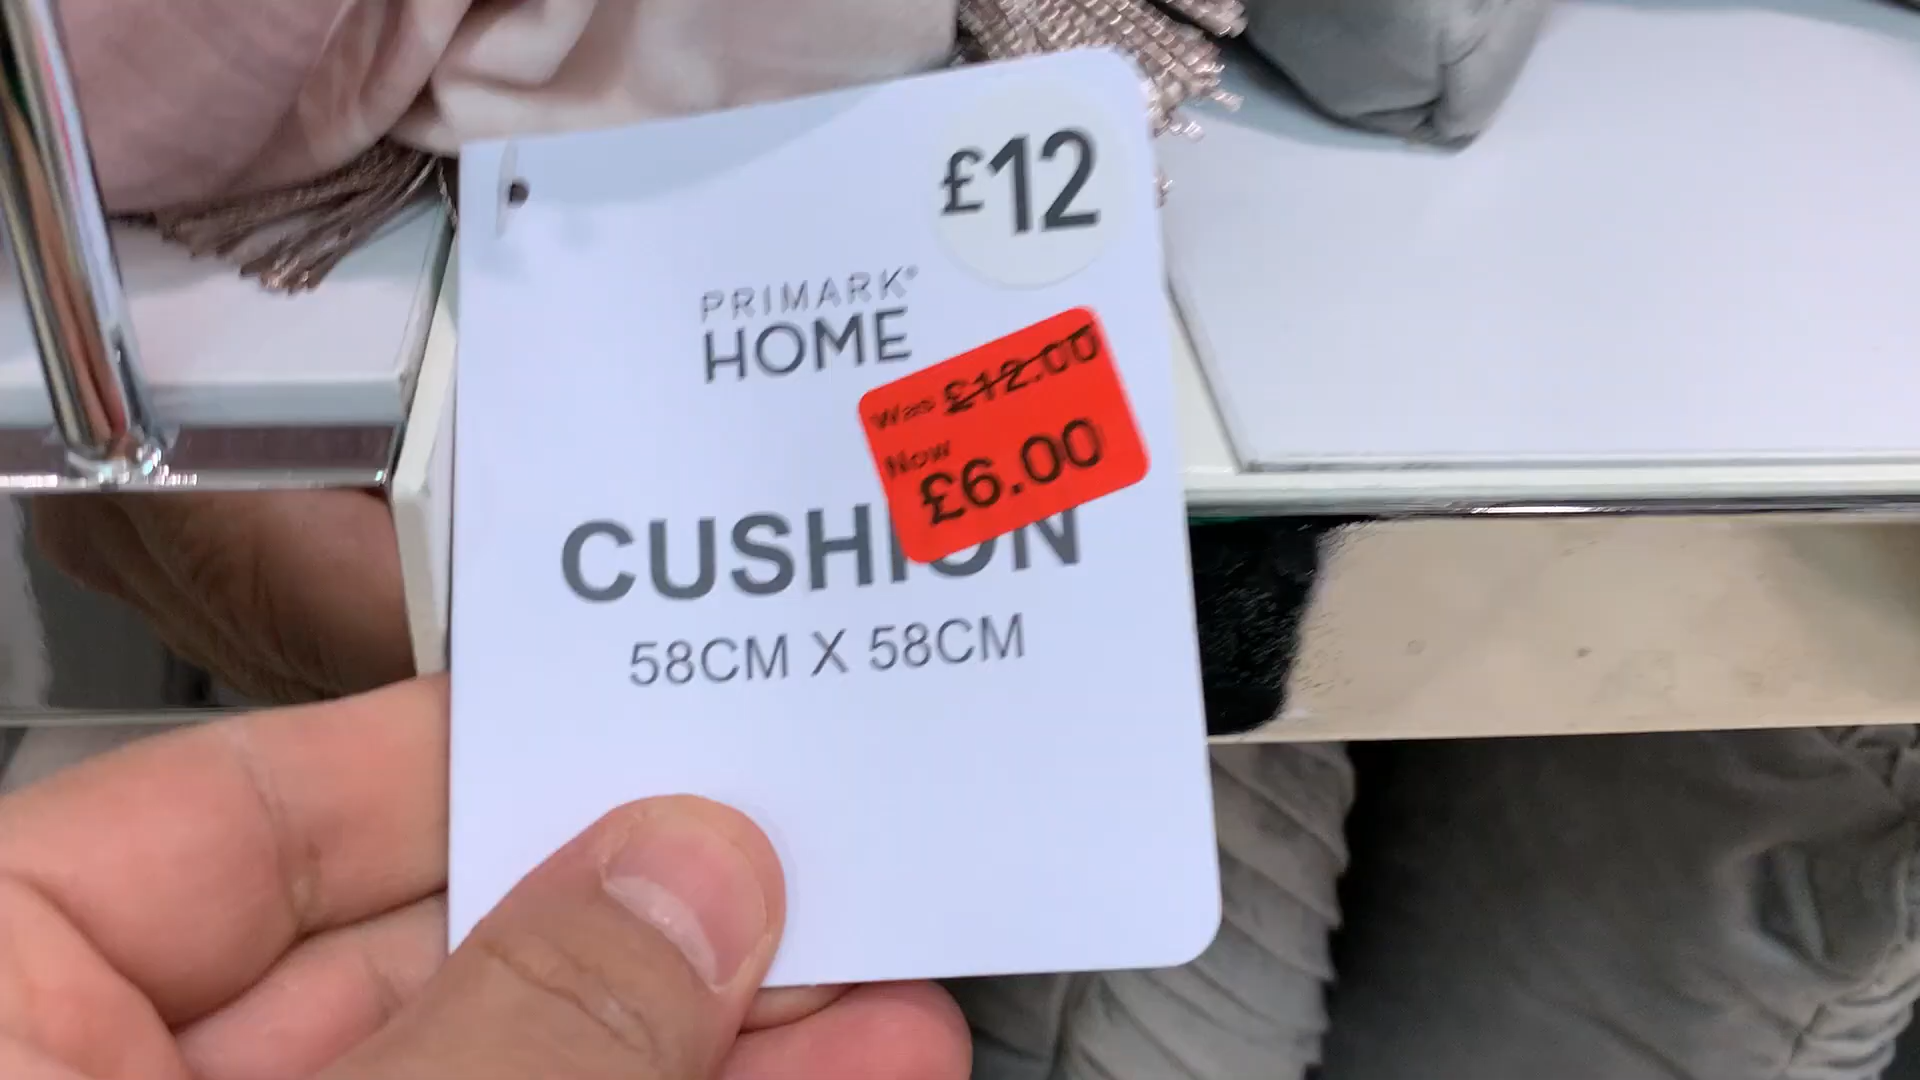 £12
PRIMARK®
HOME
Was £12.00
Now
£6.00
CUSHION
58CM X 58CM